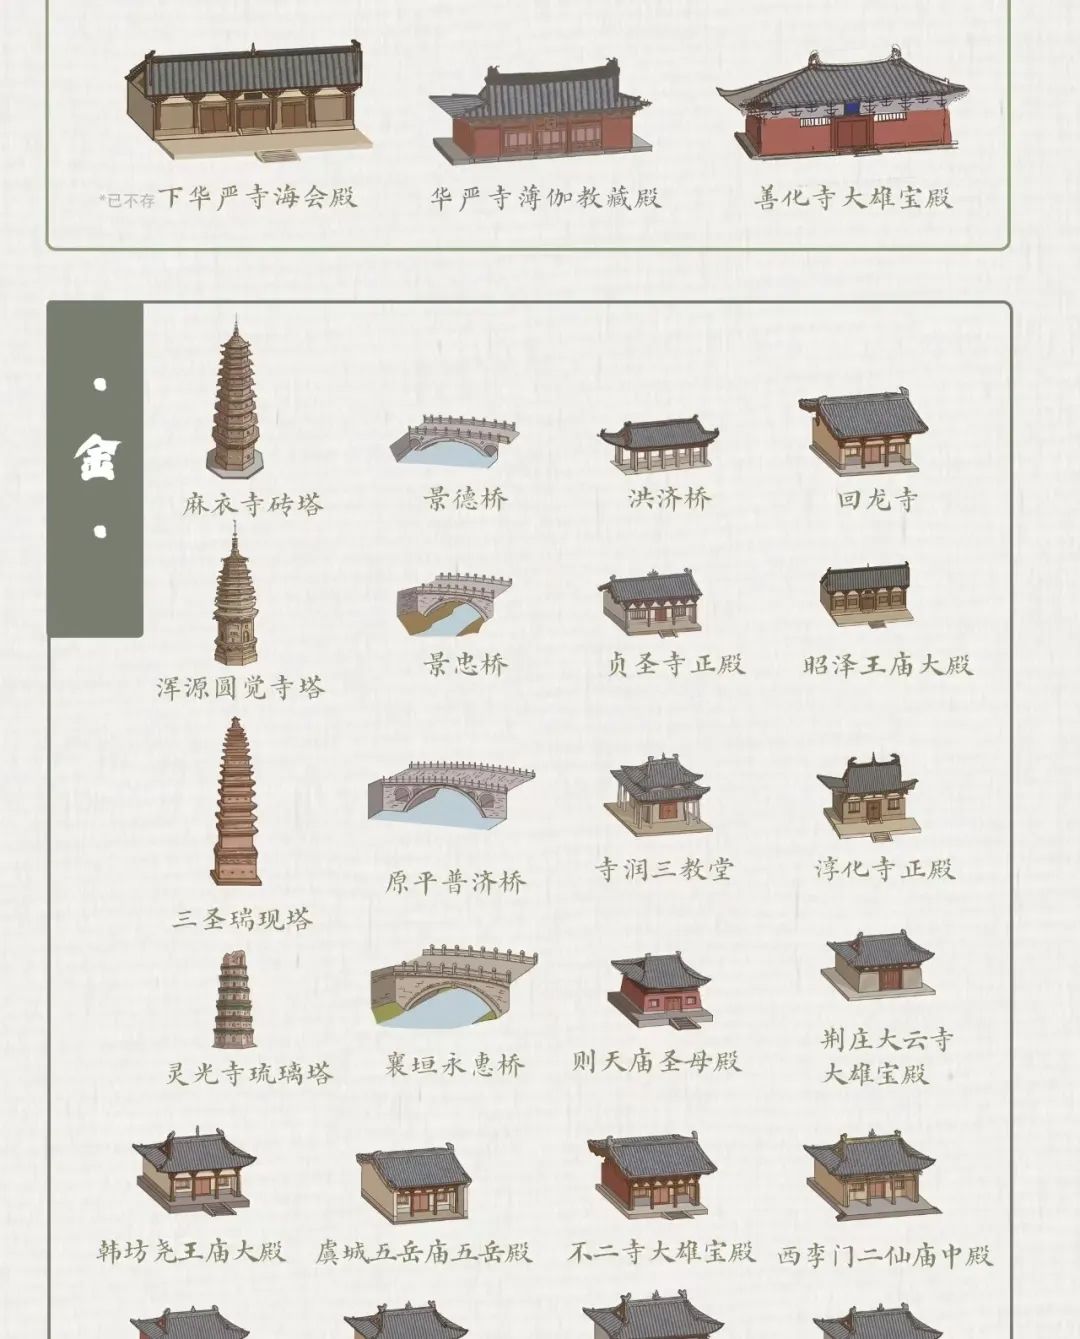 *已不存 下华严寺海会殿
华严寺薄伽教藏殿
善化寺大雄宝殿
·金·
麻衣寺砖塔
景德桥
洪济桥
回龙寺
浑源圆觉寺塔
景忠桥
贞圣寺正殿
昭泽王庙大殿
三圣瑞现塔
原平普济桥
寺润三教堂
淳化寺正殿
灵光寺琉璃塔
襄垣永惠桥
则天庙圣母殿
荆庄大云寺
大雄宝殿
韩坊尧王庙大殿
虞城五岳庙五岳殿
不二寺大雄宝殿
西李门二仙庙中殿